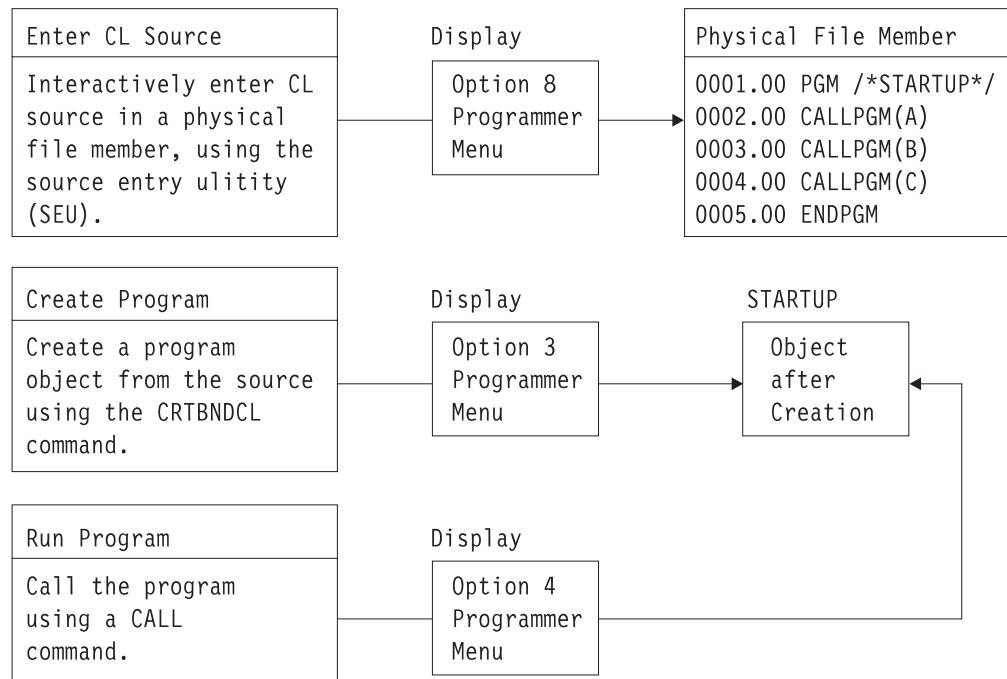 Enter CL Source
Interactively enter CL
source in a physical
file member, using the
source entry ulitity
(SEU).
Display
Option 8
Programmer
Menu
Physical File Member
0001.00 PGM /*STARTUP*/
0002.00 CALLPGM(A)
0003.00 CALLPGM(B)
0004.00 CALLPGM(C)
0005.00 ENDPGM
Create Program
Create a program
object from the source
using the CRTBNDCL
command.
Display
Option 3
Programmer
Menu
STARTUP
Object
after
Creation
Run Program
Call the program
using a CALL
command.
Display
Option 4
Programmer
Menu